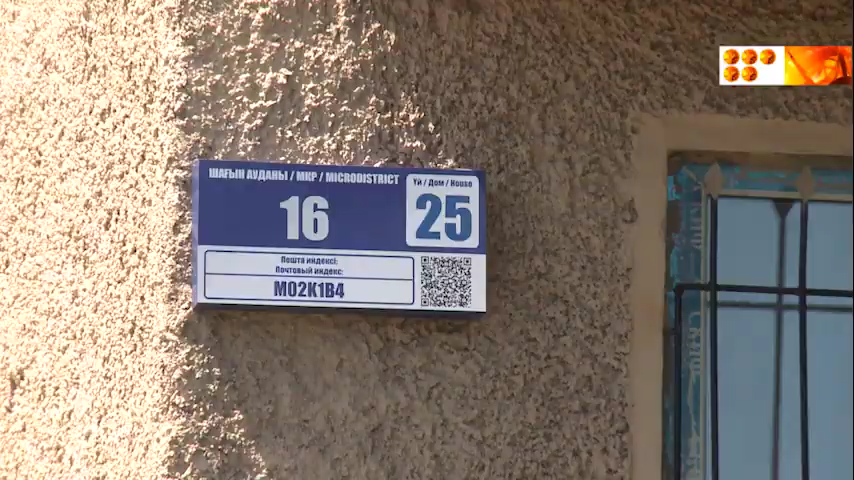 ШАҒЫН АУДАНЫ / МКР / MICRODISTRICT
16
Үй / Дом / House
25
Пошта индексі:
Почтовый индекс:
M02K1B4